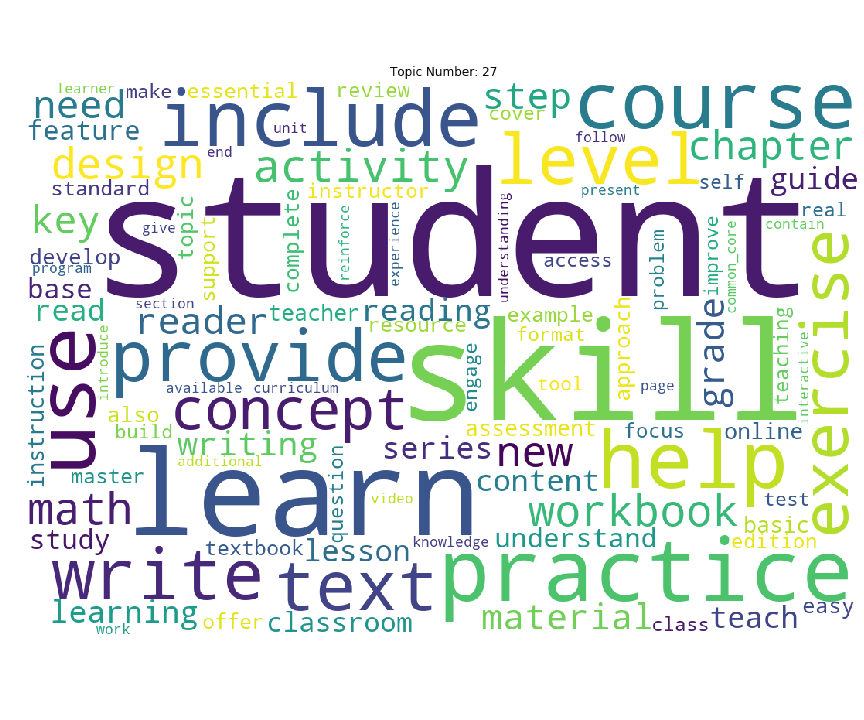 Topic Number: 27
learner
make
essential
review
step
course
need
include
cover
feature
unit
end
follow
level
chapter
design
activity
standard
instructor
present
self
guide
key
student
give
topic
support
complete
reinforce
experience
understanding
access
problem
improve
common_core
real
contain
develop
program
base
section
read
reader
teacher
reading
resource
example
format
approach
grade
teaching
interactive
exercise
introduce
use
provide
skill
engage
tool
page
instruction
available
curriculum
concept
also
build
writing
series
assessment
new
focus
online
help
master
additional
learn
question
video
content
workbook
test
math
basic
study
textbook
lesson
knowledge
understand
edition
write
text
practice
learning
work
offer
classroom
material
class
teach
easy